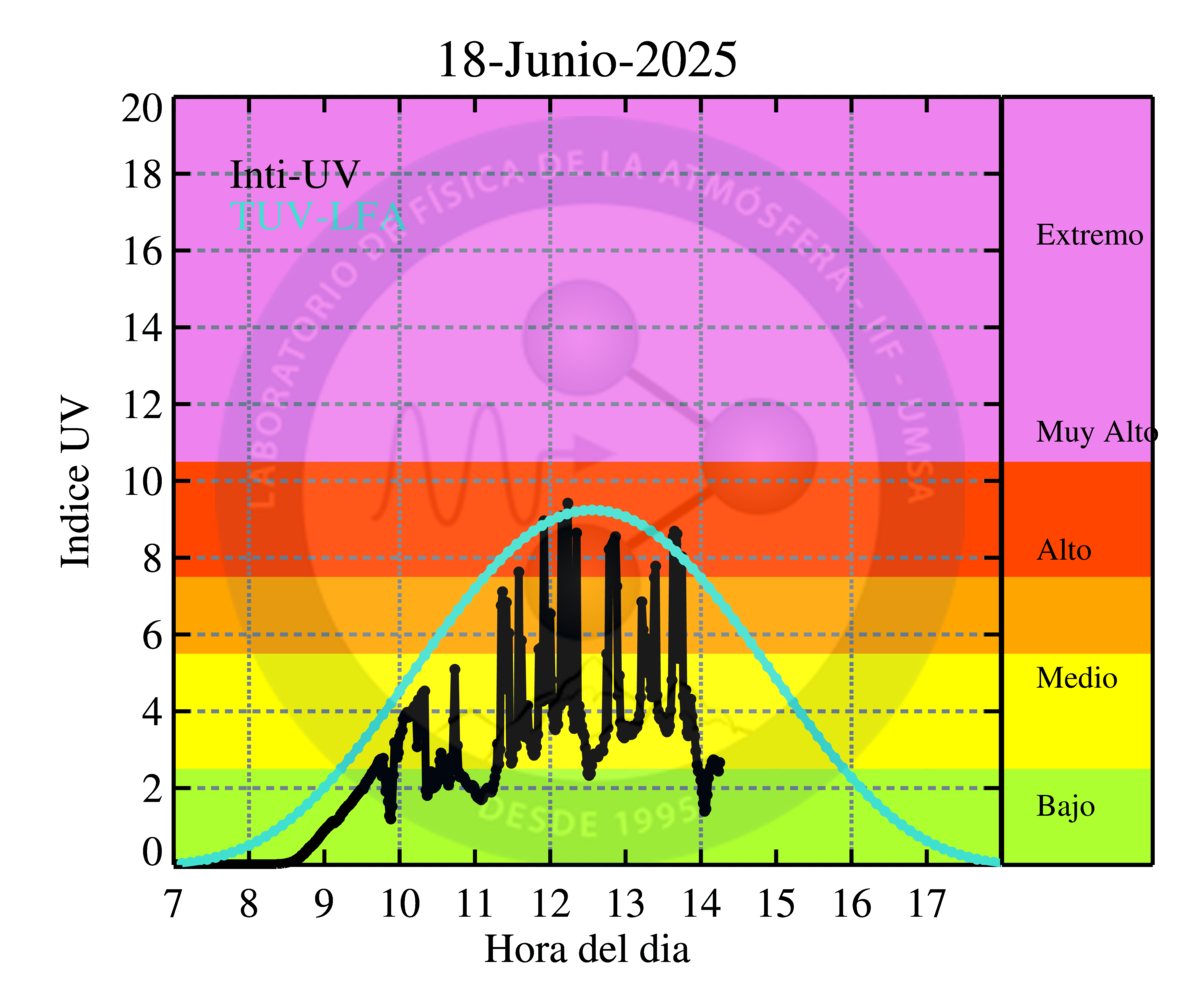 18-Junio-2025
Inti-UV
TUV-LFA
LABORATORIO DE FÍSICA DE LA ATMÓSFERA - IIF - UMSA
DESDE 1995
Indice UV
20
18
16
14
12
10
8
6
4
2
0
Extremo
Muy Alto
Alto
Medio
Bajo
7 8 9 10 11 12 13 14 15 16 17
Hora del dia